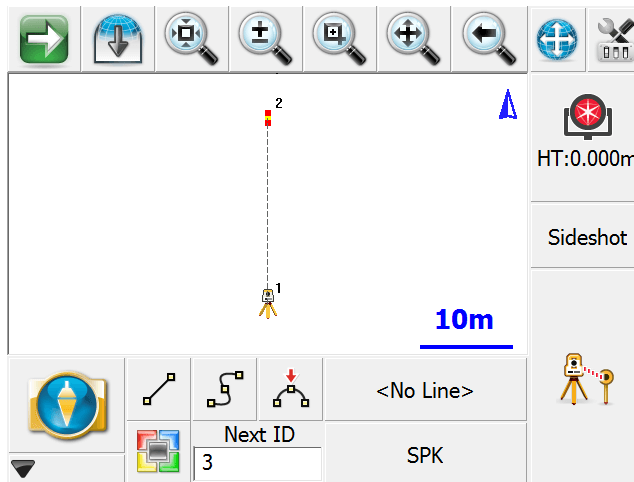 2
HT:0.000m
Sideshot
1
10m
<No Line>
Next ID
3
SPK